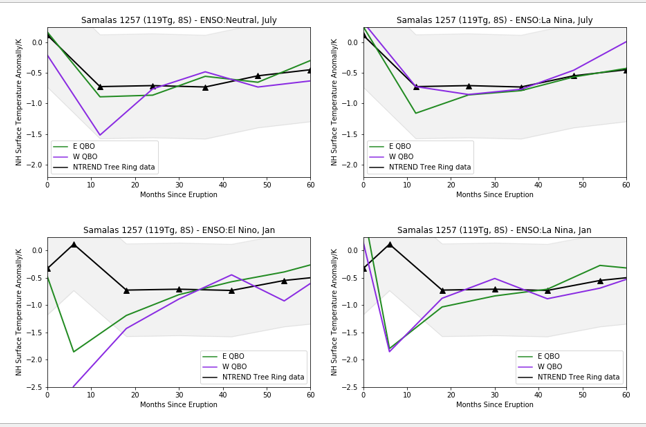 Samalas 1257 (119Tg, 8S) - ENSO:Neutral, July
NH Surface Temperature Anomaly/K
0.0
−0.5
−1.0
−1.5
−2.0
E QBO
W QBO
NTREND Tree Ring data
0 10 20 30 40 50 60
Months Since Eruption
Samalas 1257 (119Tg, 8S) - ENSO:La Nina, July
NH Surface Temperature Anomaly/K
0.0
−0.5
−1.0
−1.5
−2.0
E QBO
W QBO
NTREND Tree Ring data
0 10 20 30 40 50 60
Months Since Eruption
Samalas 1257 (119Tg, 8S) - ENSO:El Nino, Jan
NH Surface Temperature Anomaly/K
0.0
−0.5
−1.0
−1.5
−2.0
−2.5
E QBO
W QBO
NTREND Tree Ring data
0 10 20 30 40 50 60
Months Since Eruption
Samalas 1257 (119Tg, 8S) - ENSO:La Nina, Jan
NH Surface Temperature Anomaly/K
0.0
−0.5
−1.0
−1.5
−2.0
−2.5
E QBO
W QBO
NTREND Tree Ring data
0 10 20 30 40 50 60
Months Since Eruption